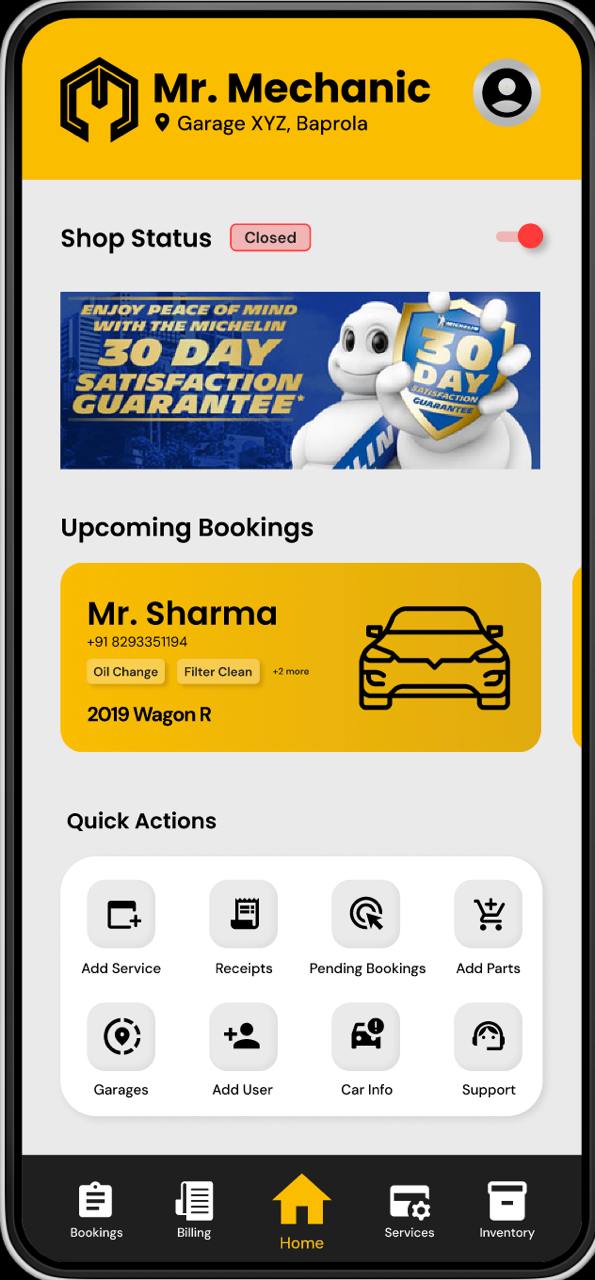 Mr. Mechanic
Garage XYZ, Baprola
Shop Status Closed
ENJOY PEACE OF MIND
WITH THE MICHELIN
30 DAY
SATISFACTION
GUARANTEE*
MICHELIN
30
DAY
SATISFACTION
GUARANTEE
LIN
Upcoming Bookings
Mr. Sharma
+91 8293351194
Oil Change Filter Clean +2 more
2019 Wagon R
Quick Actions
Add Service Receipts Pending Bookings Add Parts
Garages Add User Car Info Support
Bookings Billing Home Services Inventory